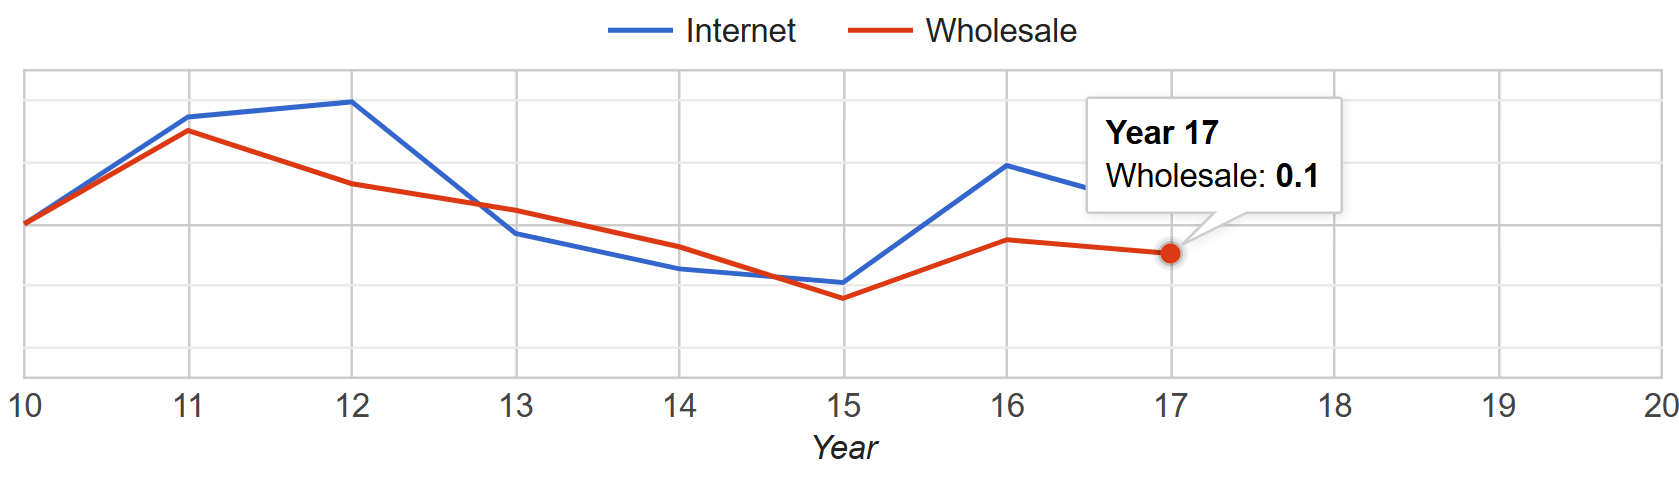 Internet Wholesale
Year 17
Wholesale: 0.1
10 11 12 13 14 15 16 17 18 19 20
Year